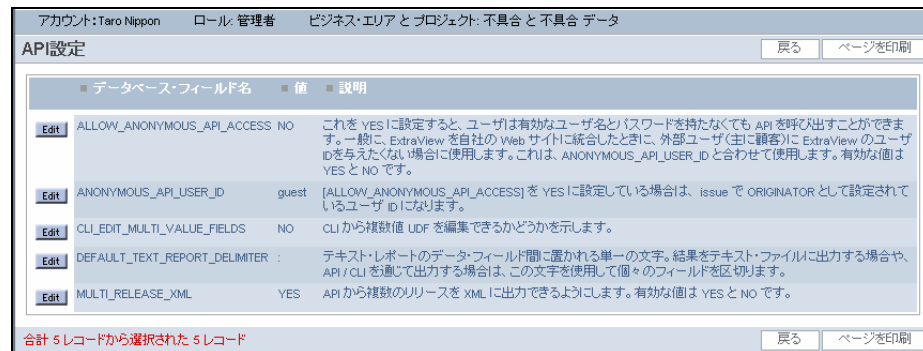 アカウント：Taro Nippon ロール: 管理者 ビジネス・エリア と プロジェクト: 不具合 と 不具合 データ
API設定
戻る ページを印刷
データベース・フィールド名 値 説明
Edit ALLOW_ANONYMOUS_API_ACCESS NO これを YES に設定すると、ユーザは有効なユーザ名とパスワードを持たなくても API を呼び出すことができま
す。一般に、ExtraView を自社の Web サイトに統合したときに、外部ユーザ(主に顧客)に ExtraView のユーザ
IDを与えたくない場合に使用します。これは、ANONYMOUS_API_USER_ID と合わせて使用します。有効な値は
YES と NO です。
Edit ANONYMOUS_API_USER_ID guest [ALLOW_ANONYMOUS_API_ACCESS] を YES に設定している場合は、issue で ORIGINATOR として設定されて
いるユーザ ID になります。
Edit CLI_EDIT_MULTI_VALUE_FIELDS NO CLI から複数値 UDF を編集できるかどうかを示します。
Edit DEFAULT_TEXT_REPORT_DELIMITER : テキスト・レポートのデータ・フィールド間に置かれる単一の文字。結果をテキスト・ファイルに出力する場合や、
API / CLI を通じて出力する場合は、この文字を使用して個々のフィールドを区切ります。
Edit MULTI_RELEASE_XML YES API から複数のリリースを XML に出力できるようにします。有効な値は YES と NO です。
合計 5 レコードから選択された 5 レコード
戻る ページを印刷